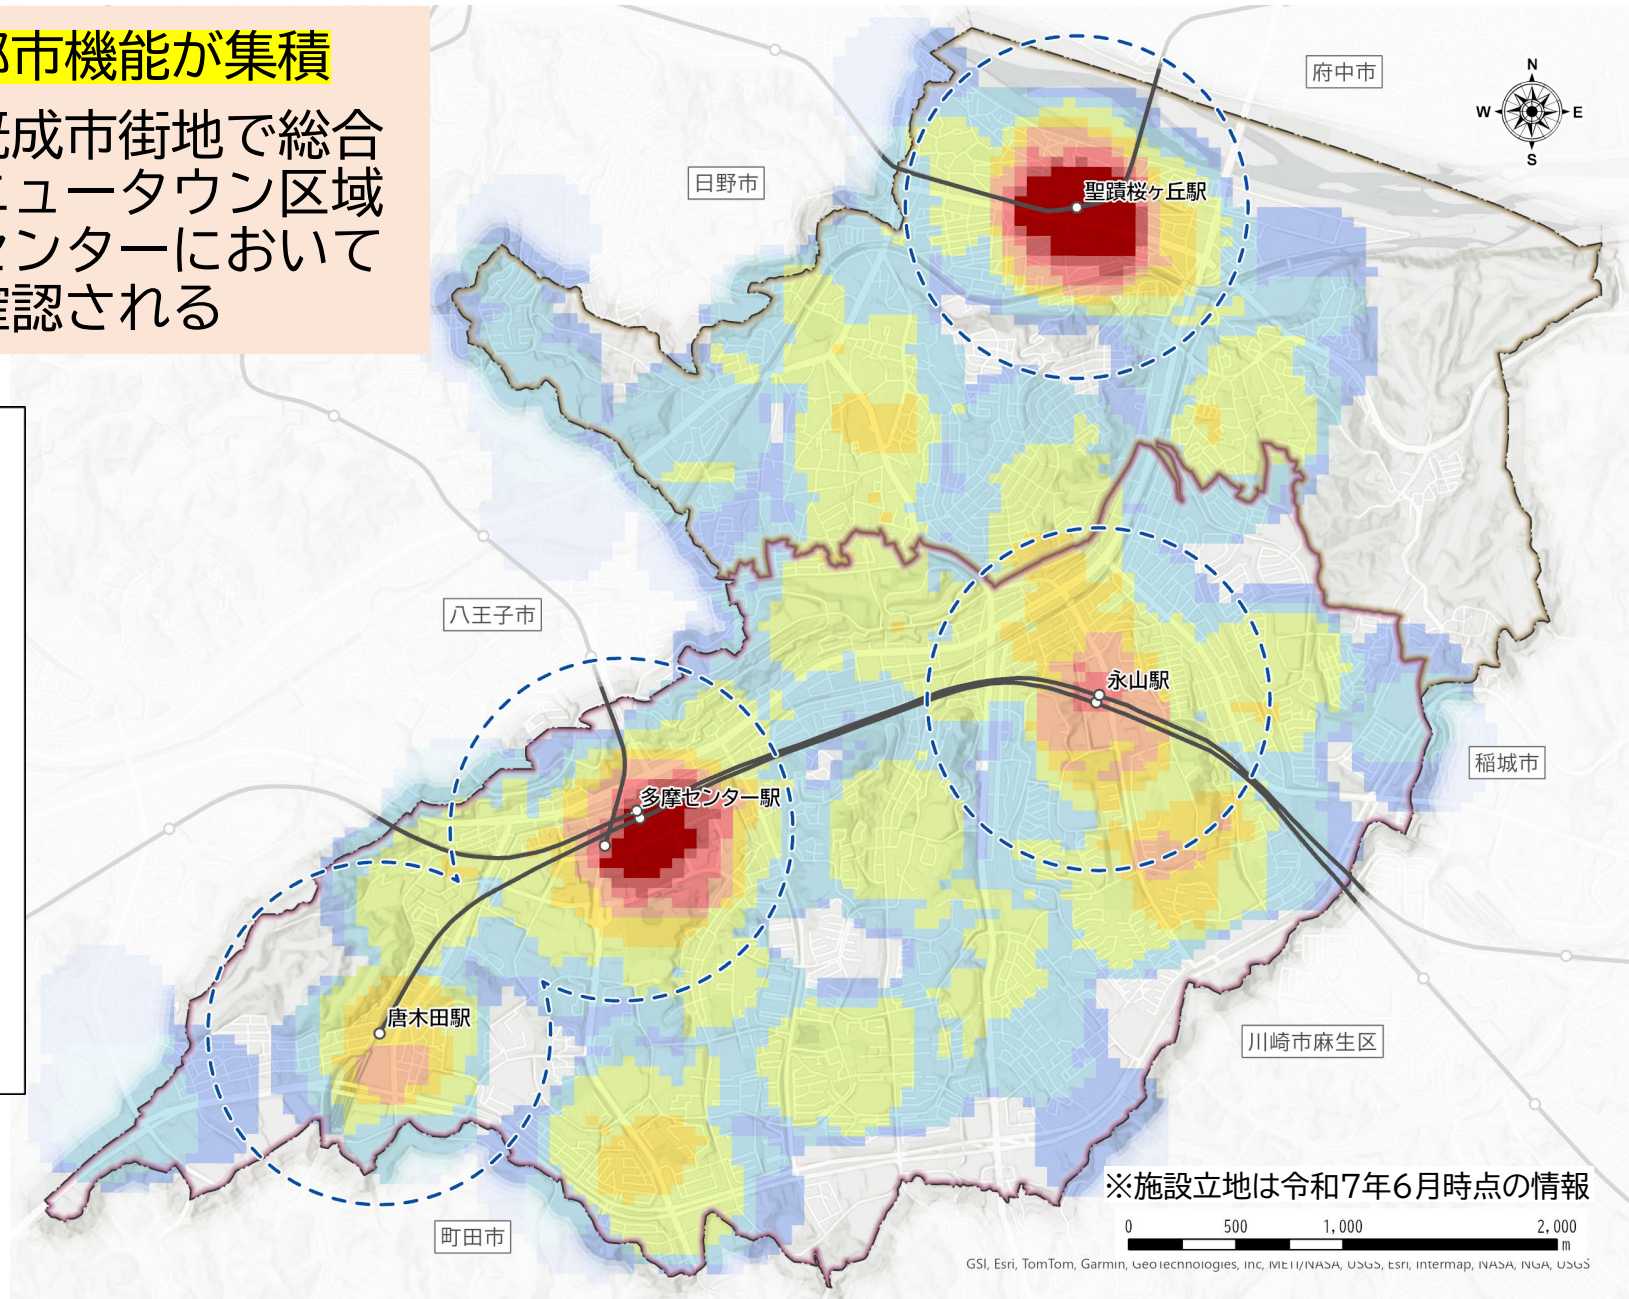 市機能が集積
成市街地で総合
ニュータウン区域
センターにおいて
認される
府中市
N
W
E
S
日野市
聖蹟桜ヶ丘駅
八王子市
永山駅
稲城市
多摩センター駅
唐木田駅
川崎市麻生区
町田市
※施設立地は令和7年6月時点の情報
0 500 1,000 2,000
m
GSI, Esri, TomTom, Garmin, GeoTechnologies, Inc, METI/NASA, USGS, Esri, Intermap, NASA, NGA, USGS